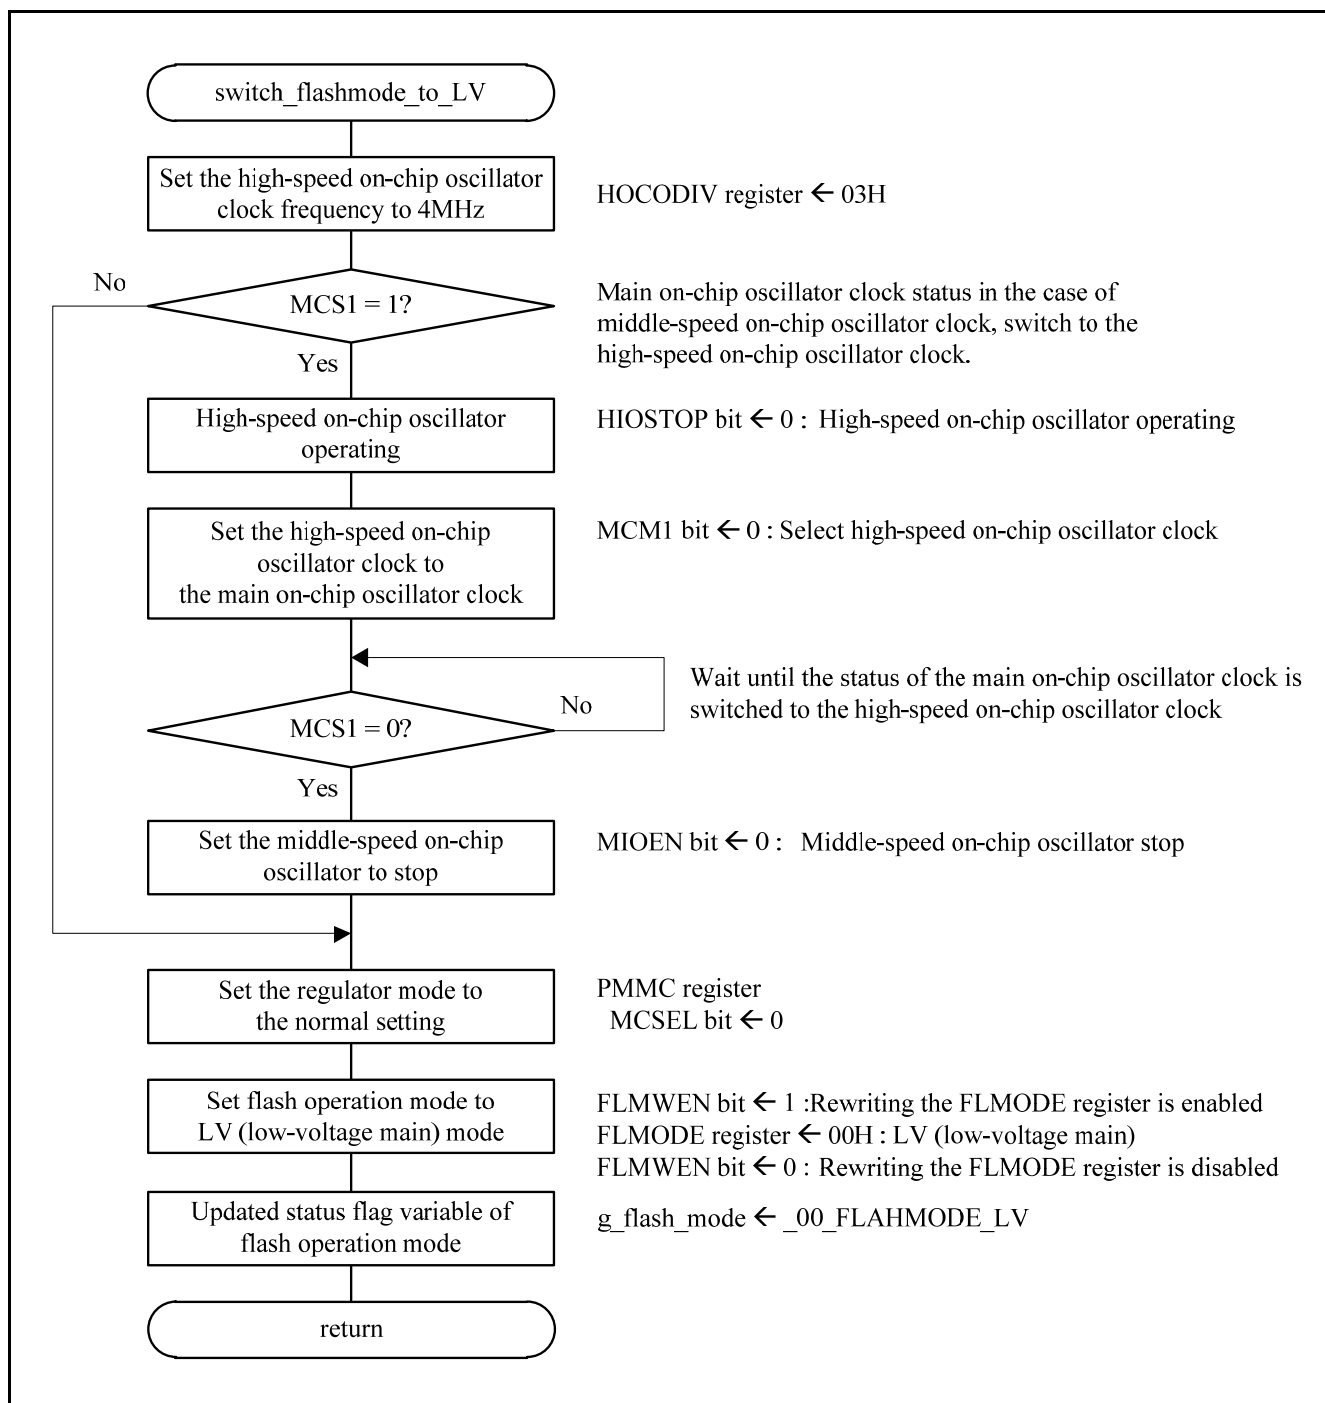 switch_flashmode_to_LV
Set the high-speed on-chip oscillator
clock frequency to 4MHz
HOCODIV register ← 03H
No
MCS1 = 1?
Main on-chip oscillator clock status in the case of
middle-speed on-chip oscillator clock, switch to the
high-speed on-chip oscillator clock.
Yes
High-speed on-chip oscillator
operating
HIOSTOP bit ← 0 : High-speed on-chip oscillator operating
Set the high-speed on-chip
oscillator clock to
the main on-chip oscillator clock
MCM1 bit ← 0 : Select high-speed on-chip oscillator clock
Wait until the status of the main on-chip oscillator clock is
switched to the high-speed on-chip oscillator clock
MCS1 = 0?
No
Yes
Set the middle-speed on-chip
oscillator to stop
MIOEN bit ← 0 : Middle-speed on-chip oscillator stop
Set the regulator mode to
the normal setting
PMMC register
MCSEL bit ← 0
Set flash operation mode to
LV (low-voltage main) mode
FLMWEN bit ← 1 :Rewriting the FLMODE register is enabled
FLMODE register ← 00H : LV (low-voltage main)
FLMWEN bit ← 0 : Rewriting the FLMODE register is disabled
Updated status flag variable of
flash operation mode
g_flash_mode ← _00_FLAHMODE_LV
return